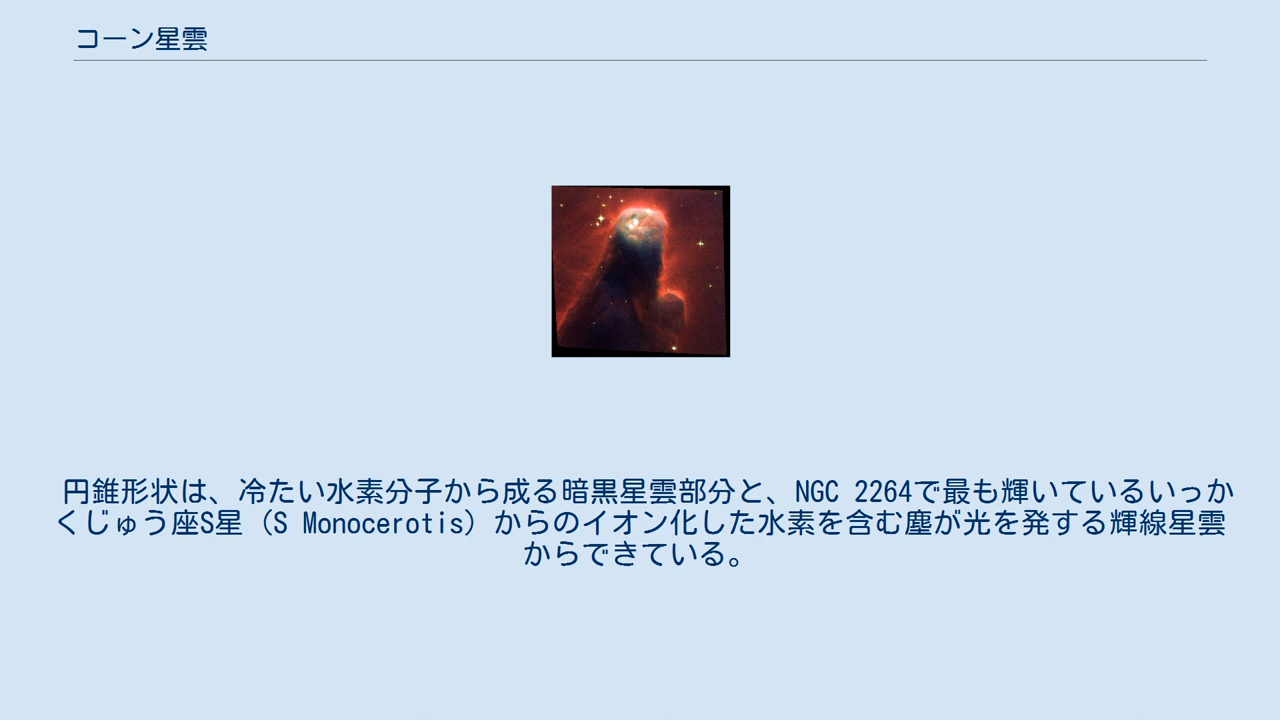 コーン星雲
円錐形状は、冷たい水素分子から成る暗黒星雲部分と、NGC 2264で最も輝いているいっか
くじゅう座S星（S Monocerotis）からのイオン化した水素を含む塵が光を発する輝線星雲
からできている。